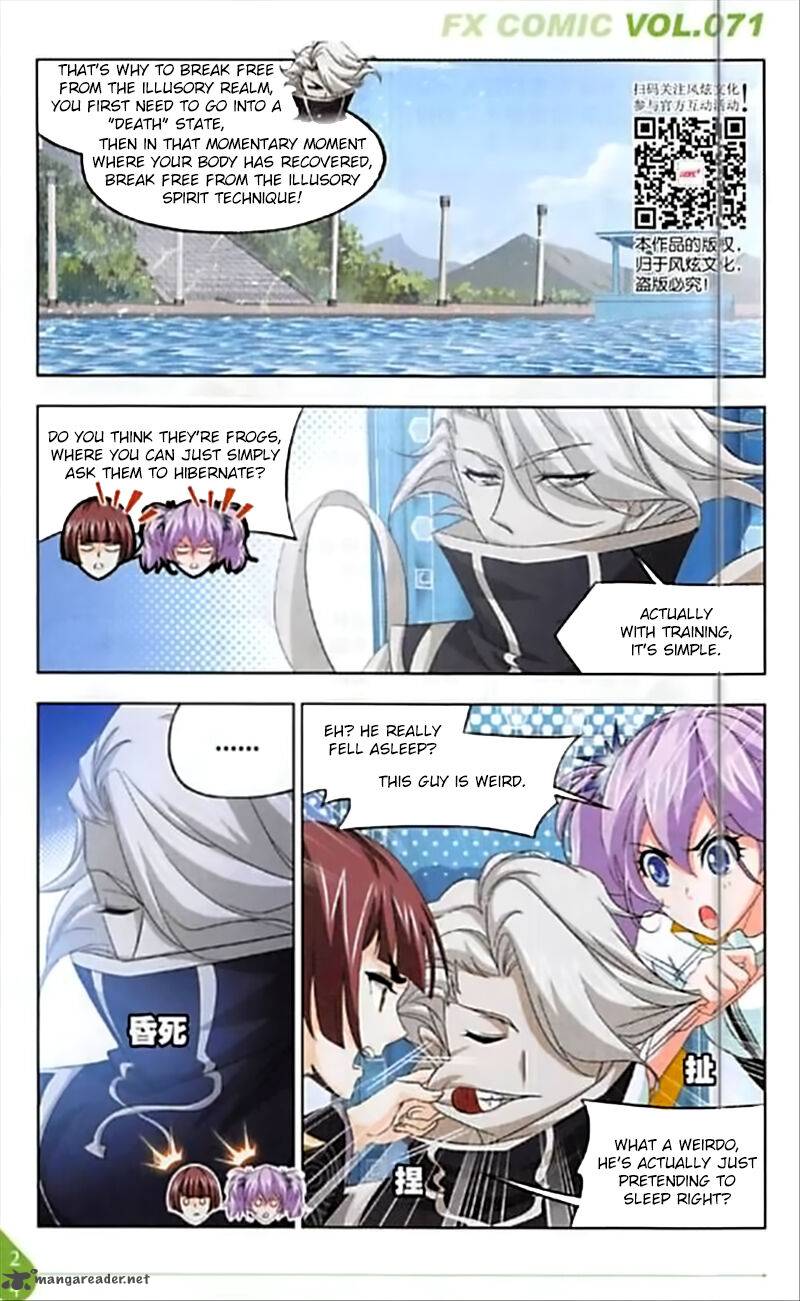 FX COMIC VOL.071
THAT'S WHY TO BREAK FREE
FROM THE ILLUSORY REALM,
YOU FIRST NEED TO GO INTO A
"DEATH" STATE,
THEN IN THAT MOMENTARY MOMENT
WHERE YOUR BODY HAS RECOVERED,
BREAK FREE FROM THE ILLUSORY
SPIRIT TECHNIQUE!
扫码关注风炫文化
参与官方互动活动!
本作品的版权,
归于风炫文化,
盗版必究!
DO YOU THINK THEY'RE FROGS,
WHERE YOU CAN JUST SIMPLY
ASK THEM TO HIBERNATE?
ACTUALLY
WITH TRAINING,
IT'S SIMPLE.
......
昏死
EH? HE REALLY
FELL ASLEEP?
THIS GUY IS WEIRD.
扯
捏
WHAT A WEIRDO,
HE'S ACTUALLY JUST
PRETENDING TO
SLEEP RIGHT?
2
mangareader.net